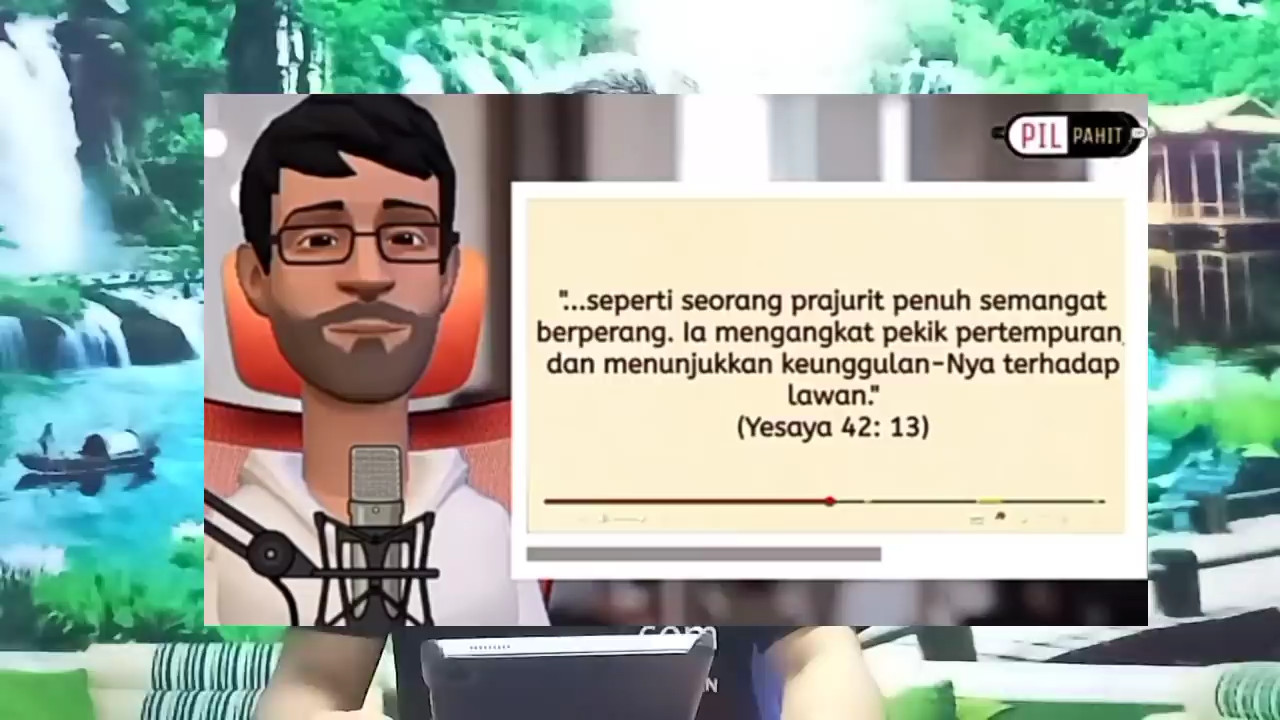 PIL PAHIT
"...seperti seorang prajurit penuh semangat
berperang. Ia mengangkat pekik pertempuran,
dan menunjukkan keunggulan-Nya terhadap
lawan."
(Yesaya 42: 13)
com